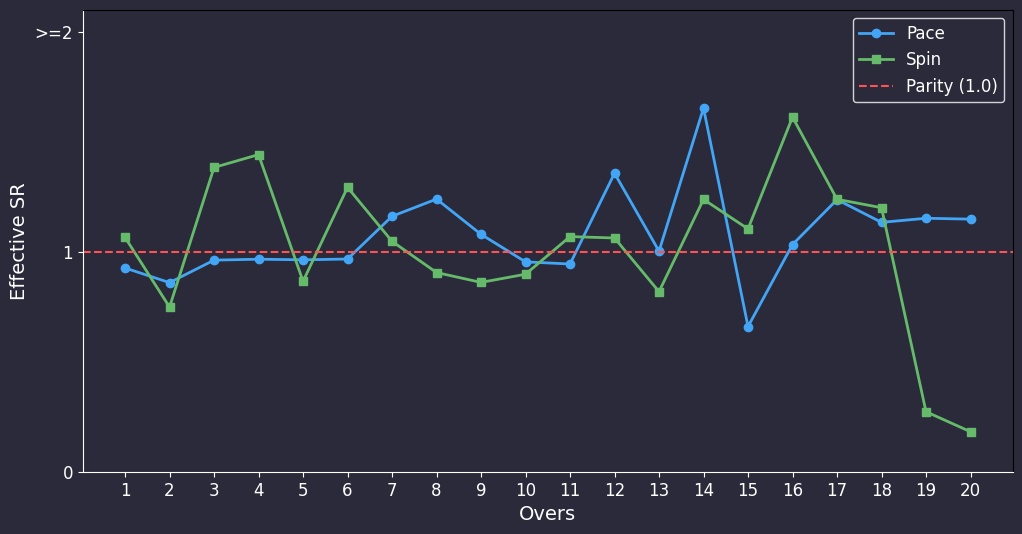 Effective SR
>=2
1
0
Pace
Spin
Parity (1.0)
1 2 3 4 5 6 7 8 9 10 11 12 13 14 15 16 17 18 19 20
Overs